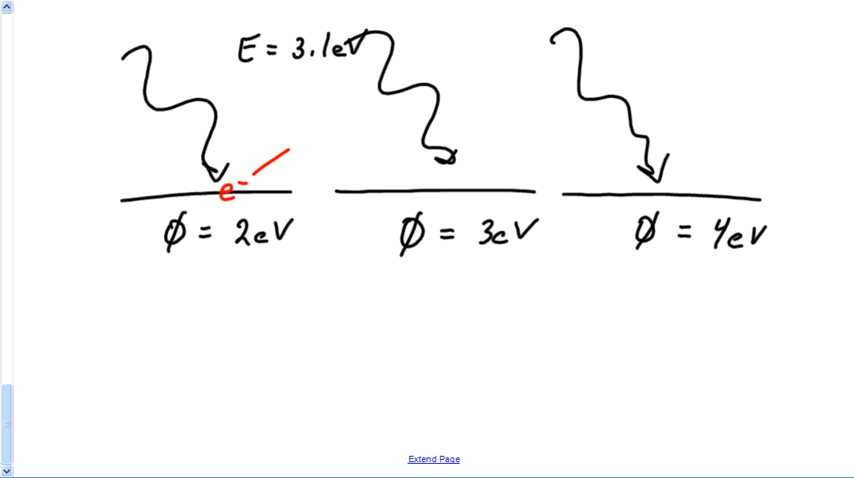 E = 3.1eV
e-
φ = 2eV
φ = 3eV
φ = 4eV
Extend Page